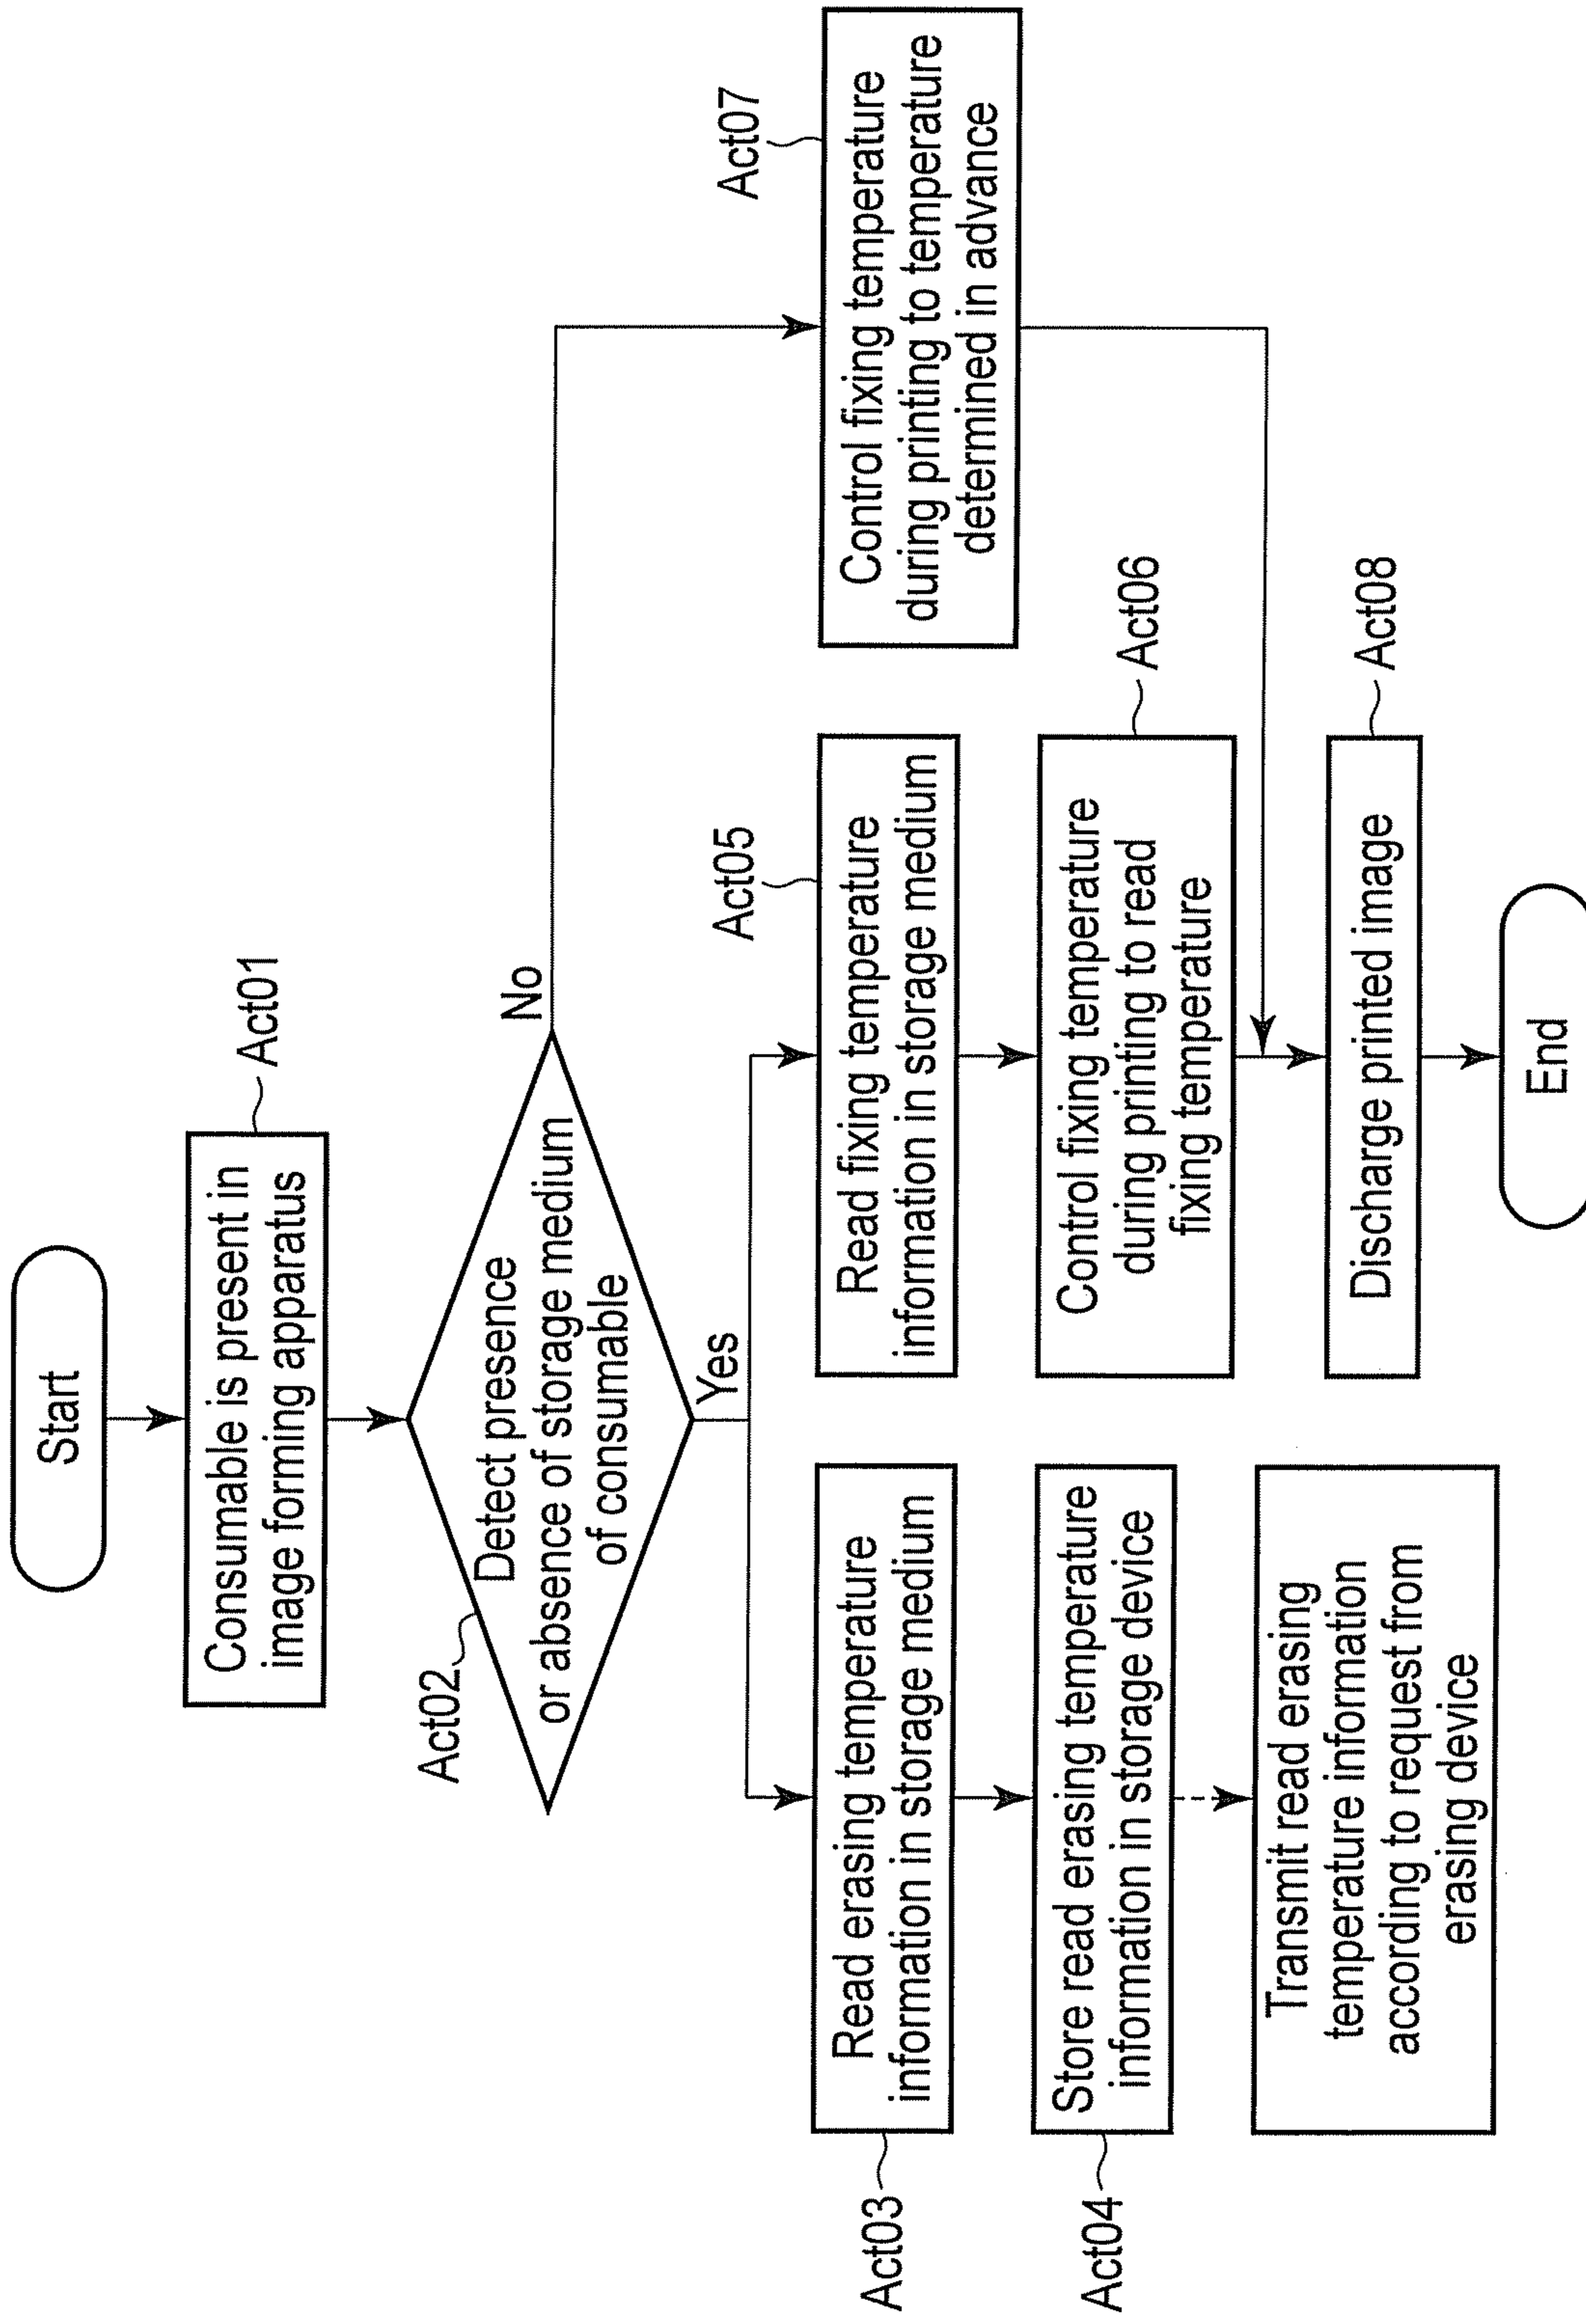 Start
Consumable is present in
image forming apparatus
Act01
Act02
Detect presence
or absence of storage medium
of consumable
No
Yes
Act03
Read erasing temperature
information in storage medium
Act05
Read fixing temperature
information in storage medium
Act07
Control fixing temperature
during printing to temperature
determined in advance
Act04
Store read erasing temperature
information in storage device
Control fixing temperature
during printing to read
fixing temperature
Act06
Transmit read erasing
temperature information
according to request from
erasing device
Discharge printed image
Act08
End